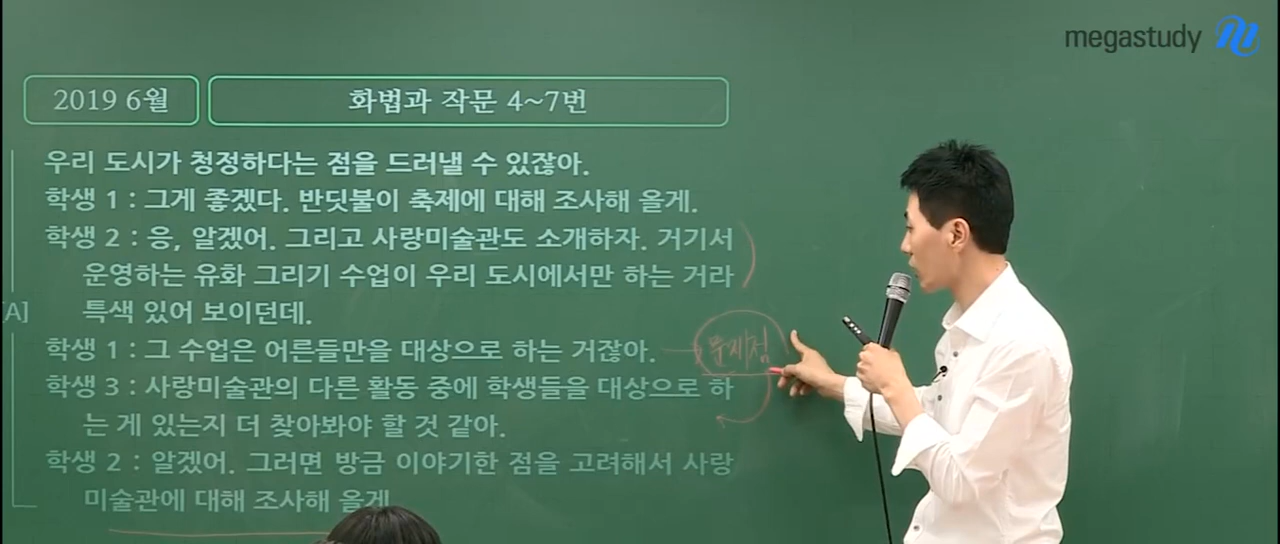 megastudy
2019 6월
화법과 작문 4~7번
우리 도시가 청정하다는 점을 드러낼 수 있잖아.
학생 1 : 그게 좋겠다. 반딧불이 축제에 대해 조사해 올게.
학생 2 : 응, 알겠어. 그리고 사랑미술관도 소개하자. 거기서
운영하는 유화 그리기 수업이 우리 도시에서만 하는 거라
[A] 특색 있어 보이던데.
학생 1 : 그 수업은 어른들만을 대상으로 하는 거잖아.
문제점
학생 3 : 사랑미술관의 다른 활동 중에 학생들을 대상으로 하
는 게 있는지 더 찾아봐야 할 것 같아.
학생 2 : 알겠어. 그러면 방금 이야기한 점을 고려해서 사랑
미술관에 대해 조사해 올게